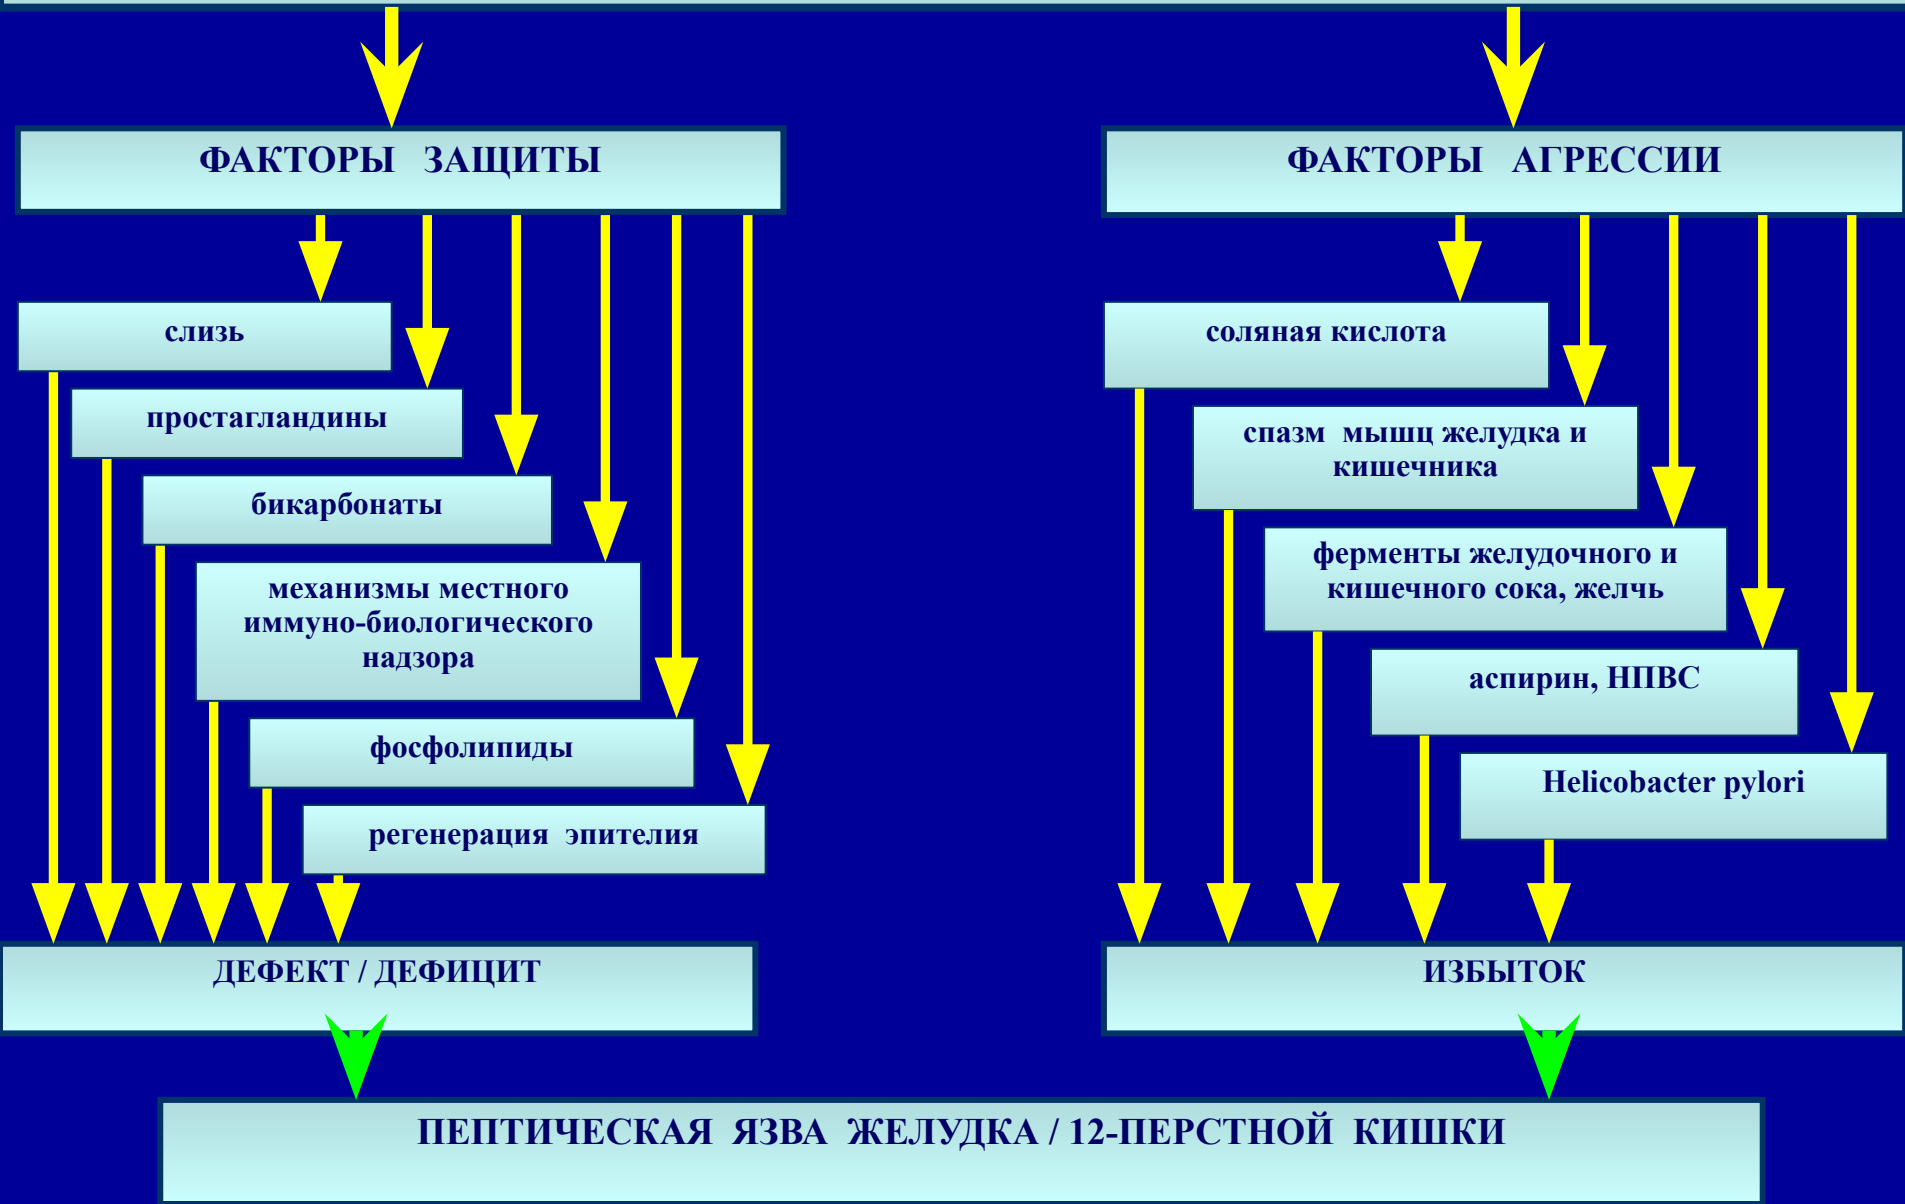 ФАКТОРЫ ЗАЩИТЫ
ФАКТОРЫ АГРЕССИИ
слизь
простагландины
бикарбонаты
механизмы местного
иммуно-биологического
надзора
фосфолипиды
регенерация эпителия
соляная кислота
спазм мышц желудка и
кишечника
ферменты желудочного и
кишечного сока, желчь
аспирин, НПВС
Helicobacter pylori
ДЕФЕКТ / ДЕФИЦИТ
ИЗБЫТОК
ПЕПТИЧЕСКАЯ ЯЗВА ЖЕЛУДКА / 12-ПЕРСТНОЙ КИШКИ